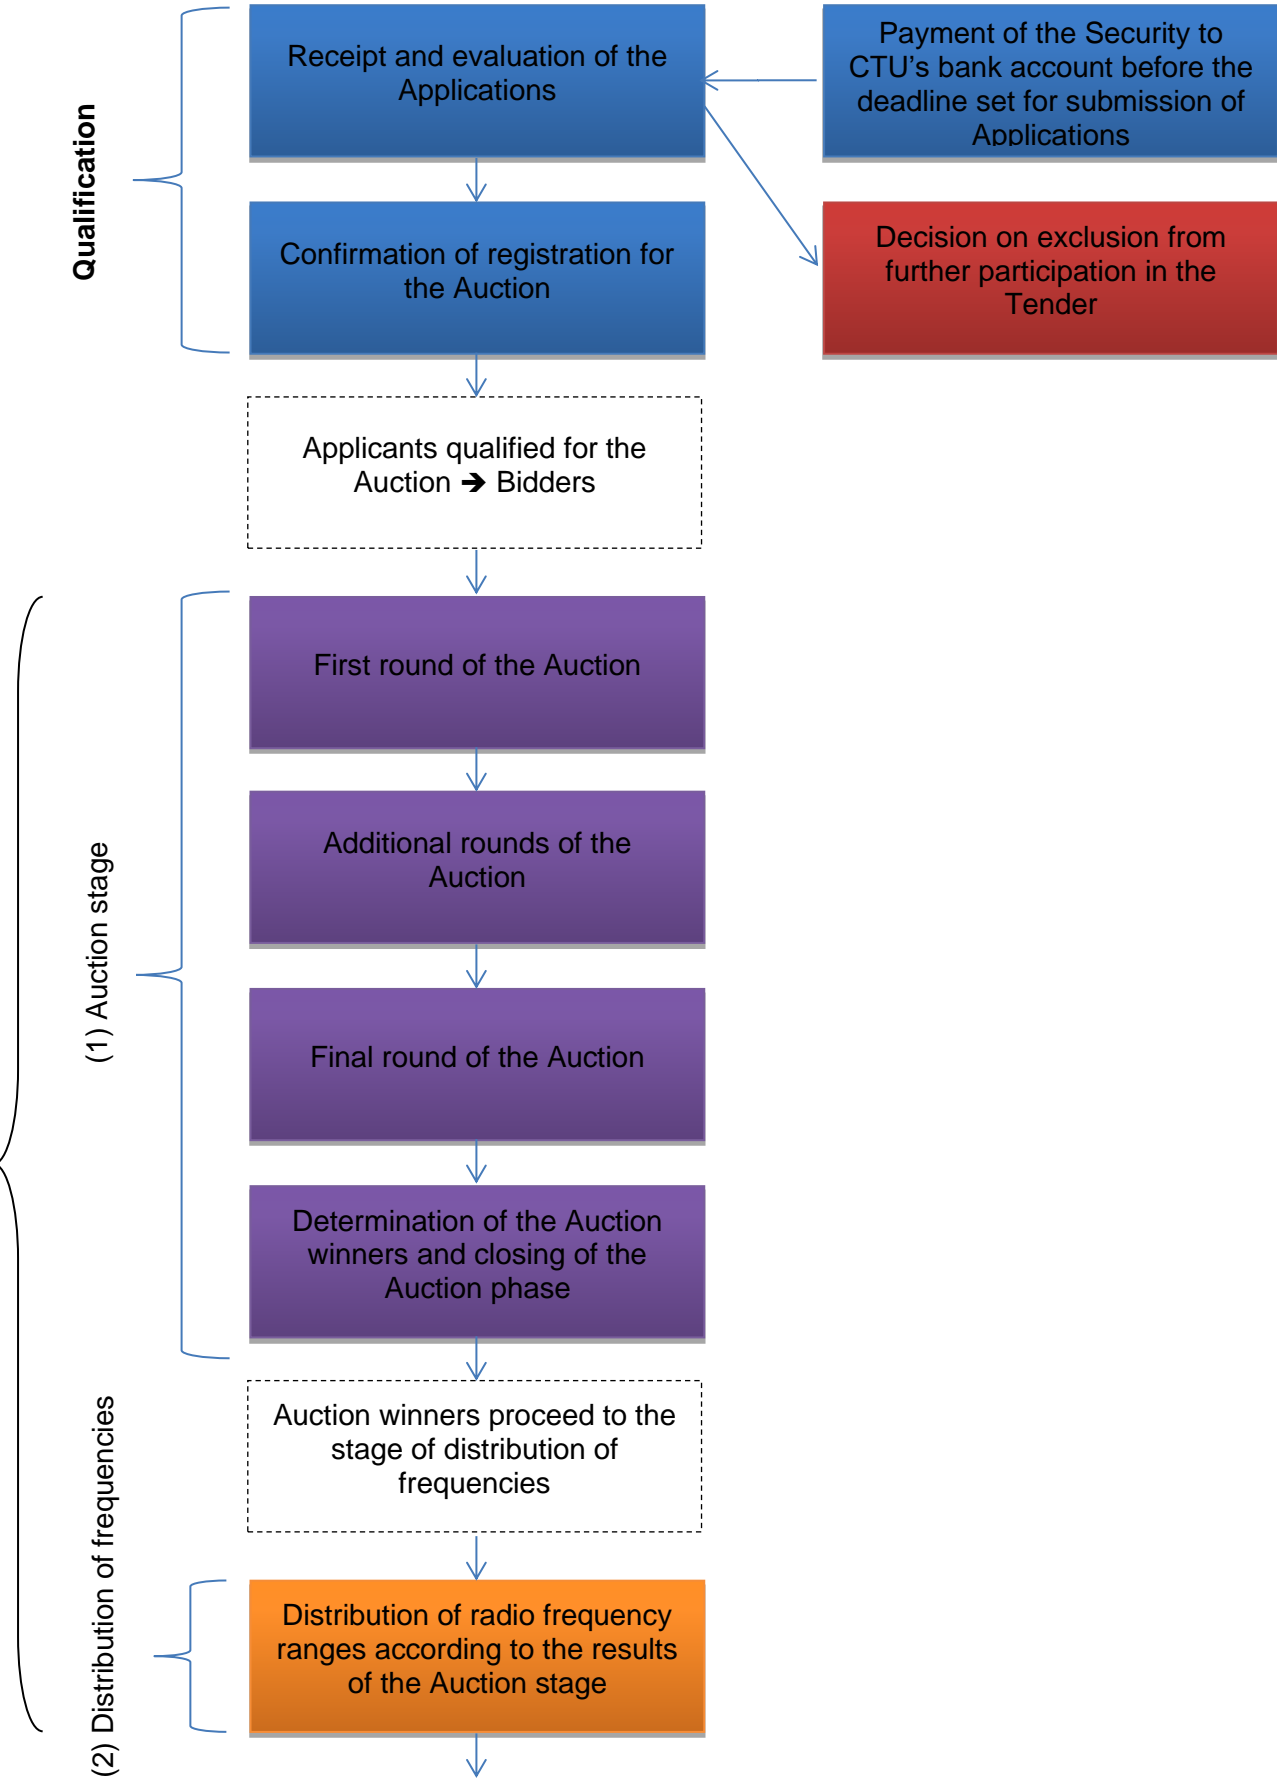 Qualification
Receipt and evaluation of the
Applications
Payment of the Security to
CTU's bank account before the
deadline set for submission of
Applications
Confirmation of registration for
the Auction
Decision on exclusion from
further participation in the
Tender
Applicants qualified for the
Auction ➔ Bidders
(1) Auction stage
First round of the Auction
Additional rounds of the
Auction
Final round of the Auction
Determination of the Auction
winners and closing of the
Auction phase
Auction winners proceed to the
stage of distribution of
frequencies
(2) Distribution of frequencies
Distribution of radio frequency
ranges according to the results
of the Auction stage